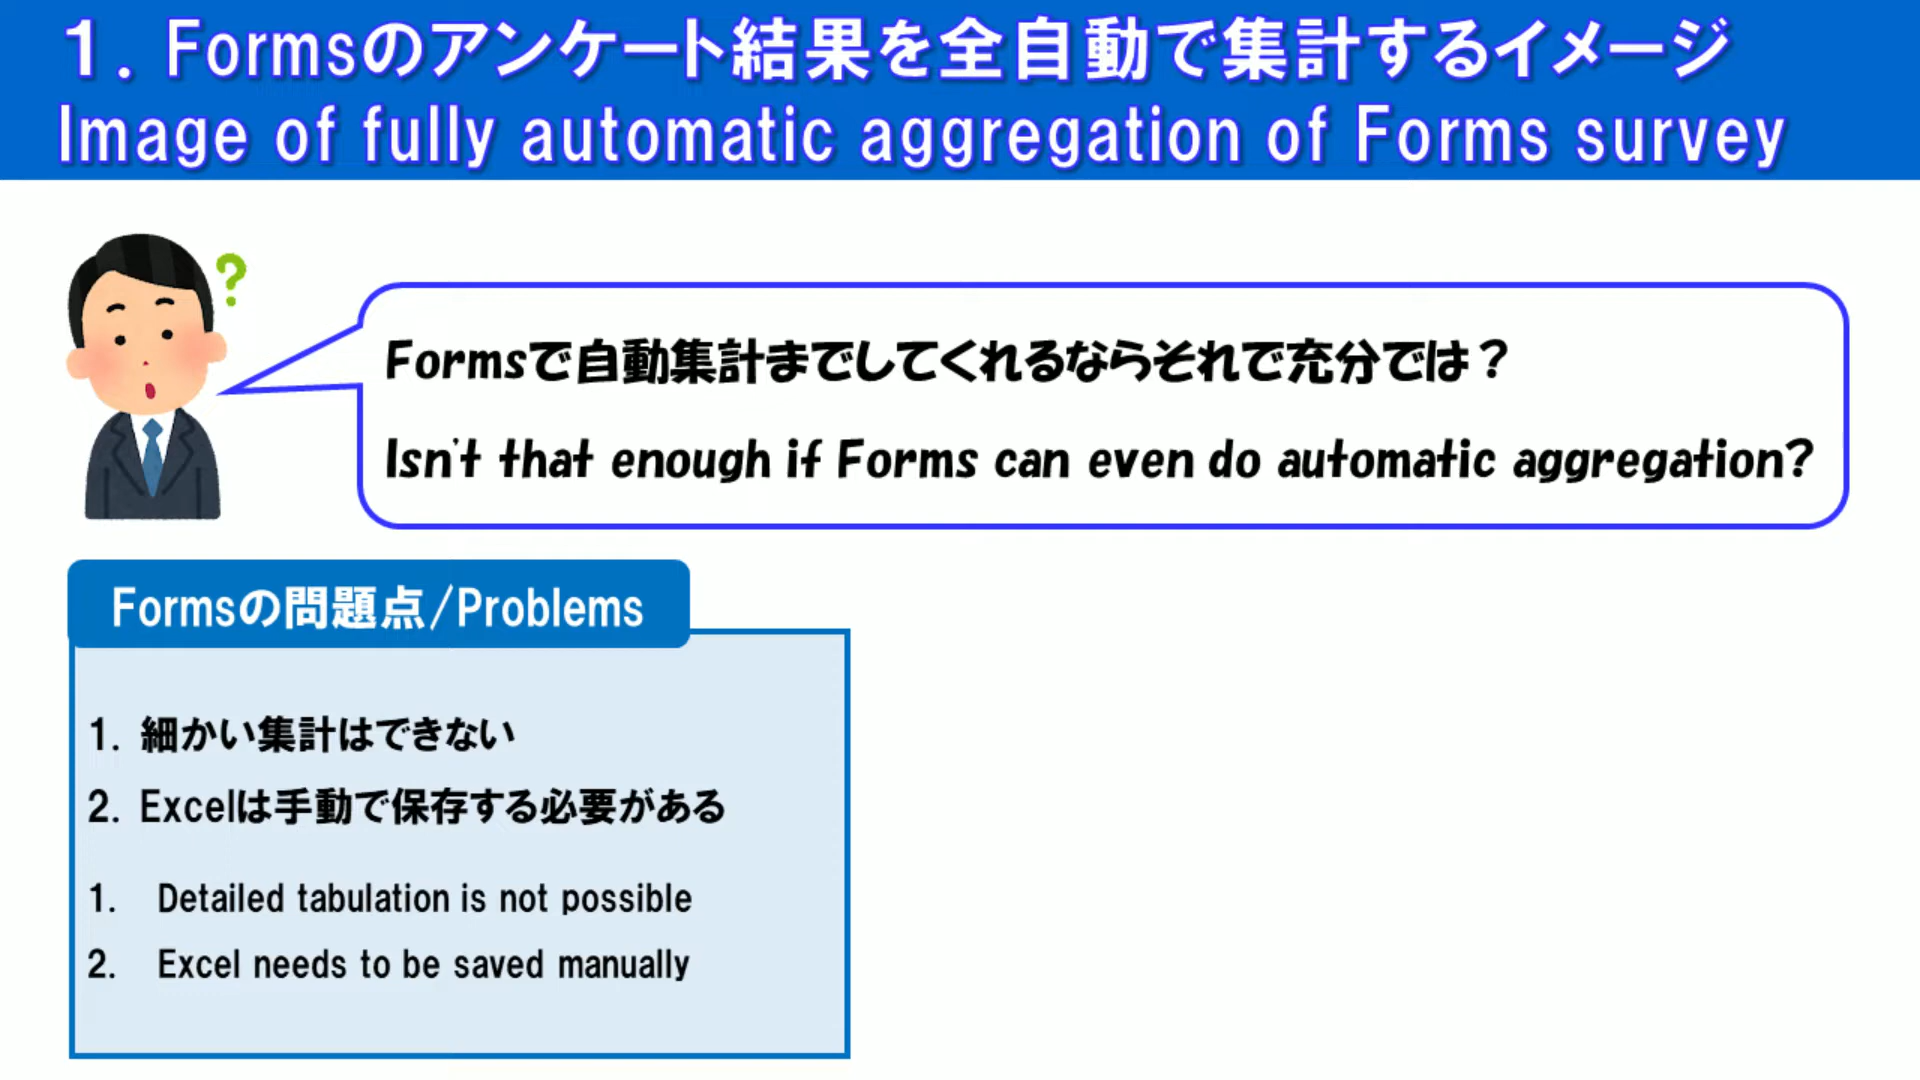 １. Formsのアンケート結果を全自動で集計するイメージ
Image of fully automatic aggregation of Forms survey
?
Formsで自動集計までしてくれるならそれで充分では？
Isn't that enough if Forms can even do automatic aggregation?
Formsの問題点/Problems
1. 細かい集計はできない
2. Excelは手動で保存する必要がある
1. Detailed tabulation is not possible
2. Excel needs to be saved manually